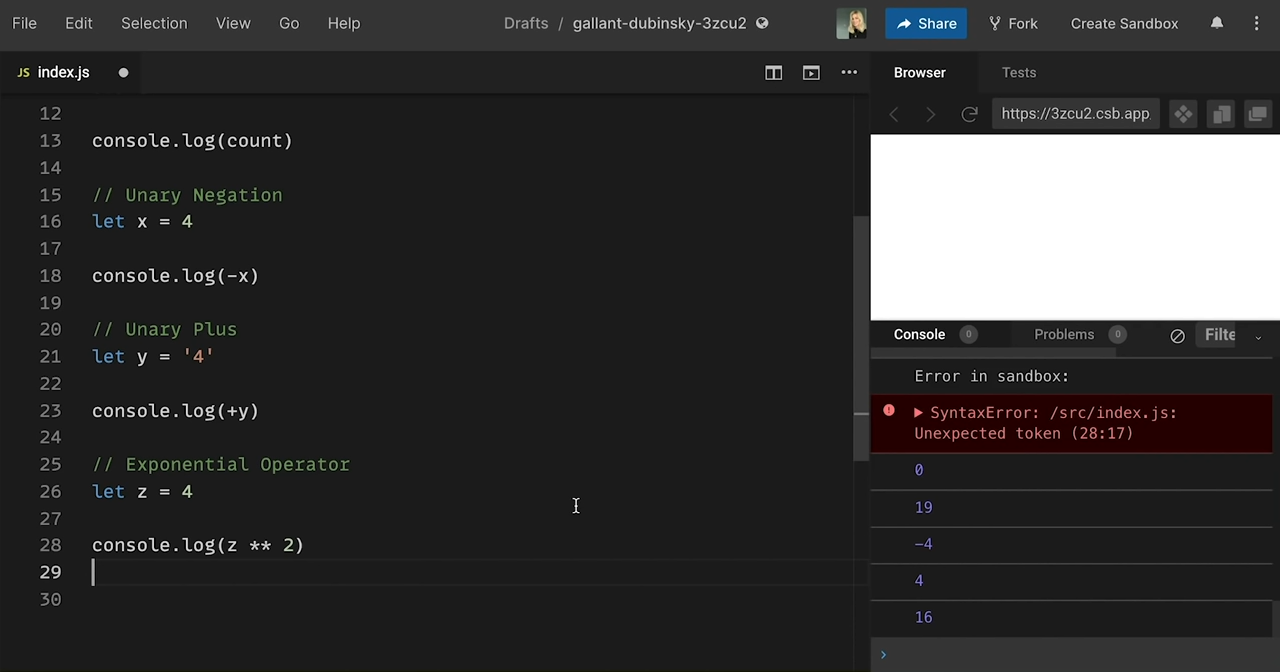 File Edit Selection View Go Help Drafts / gallant-dubinsky-3zcu2 Share Fork Create Sandbox
JS index.js
Browser Tests
https://3zcu2.csb.app
12
13 console.log(count)
14
15 // Unary Negation
16 let x = 4
17
18 console.log(-x)
19
20 // Unary Plus
21 let y = '4'
22
23 console.log(+y)
24
25 // Exponential Operator
26 let z = 4
27
28 console.log(z ** 2)
29
30
Console 0 Problems 0 Filte
Error in sandbox:
SyntaxError: /src/index.js:
Unexpected token (28:17)
0
19
-4
4
16